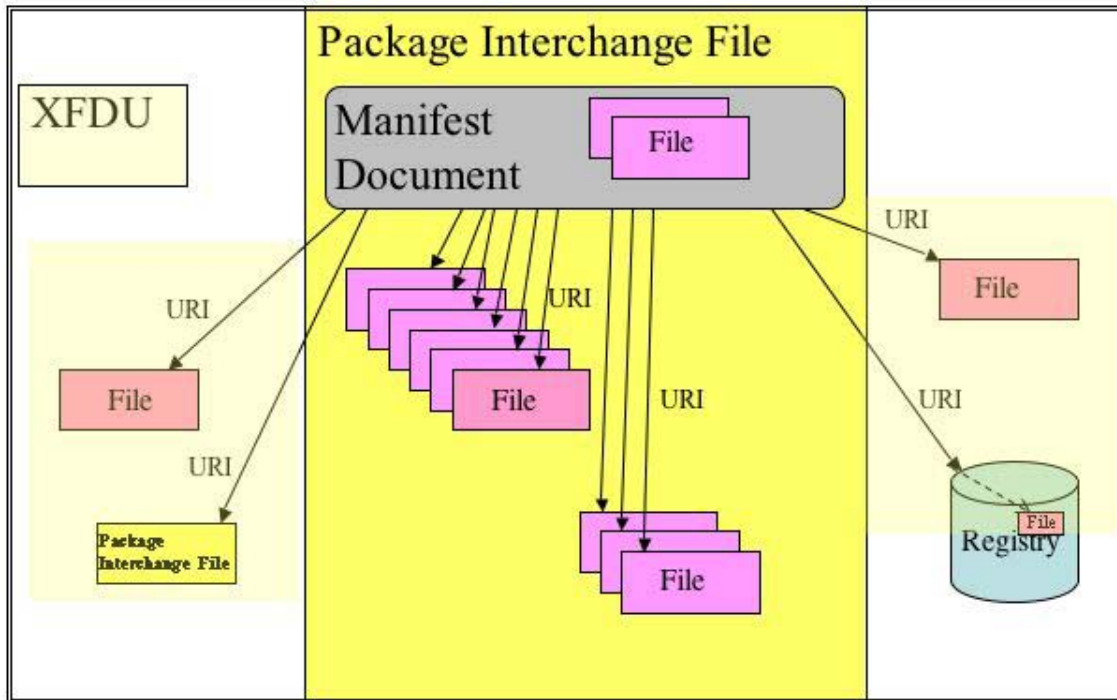 Package Interchange File
XFDU
Manifest
Document
File
URI
File
URI
File
URI
Package
Interchange File
URI
File
URI
File
URI
File
Registry